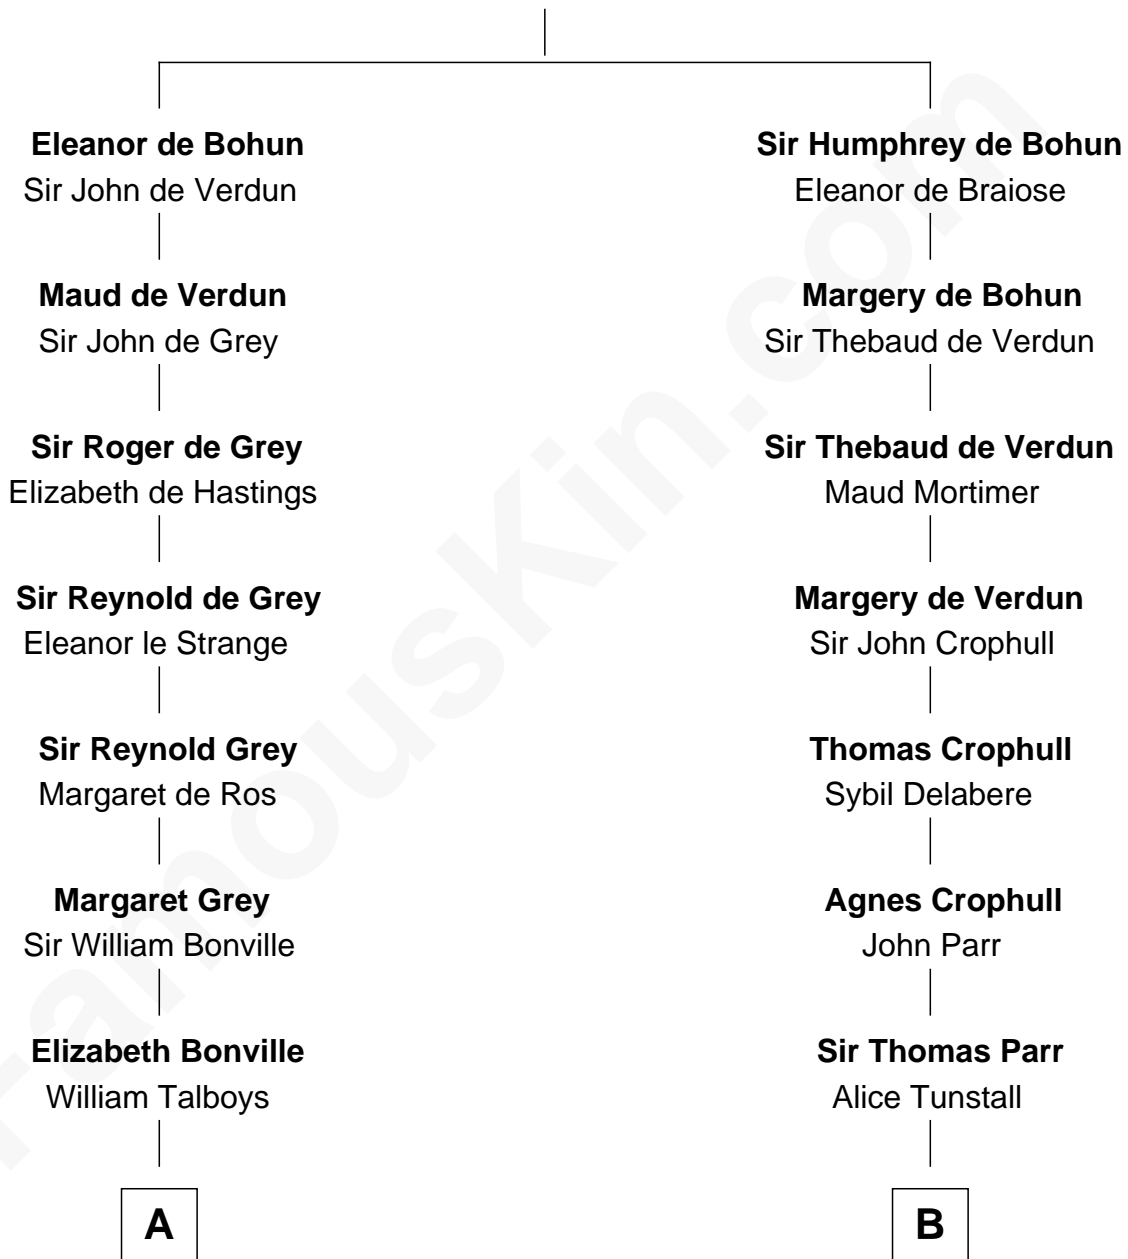 Eleanor de Bohun
Sir John de Verdun
Maud de Verdun
Sir John de Grey
Sir Roger de Grey
Elizabeth de Hastings
Sir Reynold de Grey
Eleanor le Strange
Sir Reynold Grey
Margaret de Ros
Margaret Grey
Sir William Bonville
Elizabeth Bonville
William Talboys
A
Sir Humphrey de Bohun
Eleanor de Braiose
Margery de Bohun
Sir Thebaud de Verdun
Sir Thebaud de Verdun
Maud Mortimer
Margery de Verdun
Sir John Crophull
Thomas Crophull
Sybil Delabere
Agnes Crophull
John Parr
Sir Thomas Parr
Alice Tunstall
B
FamousKin.com